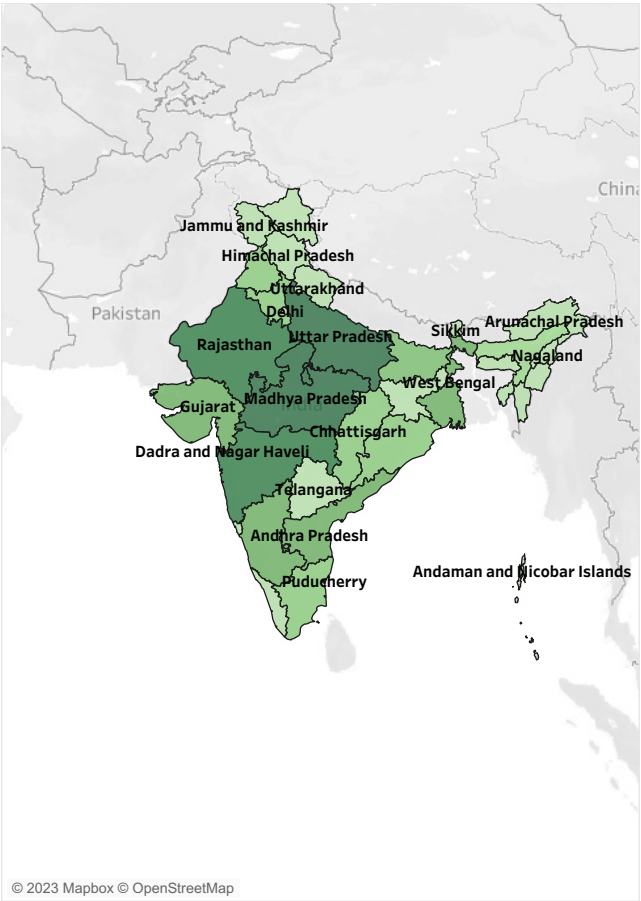 China
Jammu and Kashmir
Himachal Pradesh
Uttarakhand
Pakistan
Delhi
Arunachal Pradesh
Sikkim
Uttar Pradesh
Rajasthan
Nagaland
West Bengal
Madhya Pradesh
India
Gujarat
Chhattisgarh
Dadra and Nagar Haveli
Telangana
Andhra Pradesh
Andaman and Nicobar Islands
Puducherry
© 2023 Mapbox © OpenStreetMap